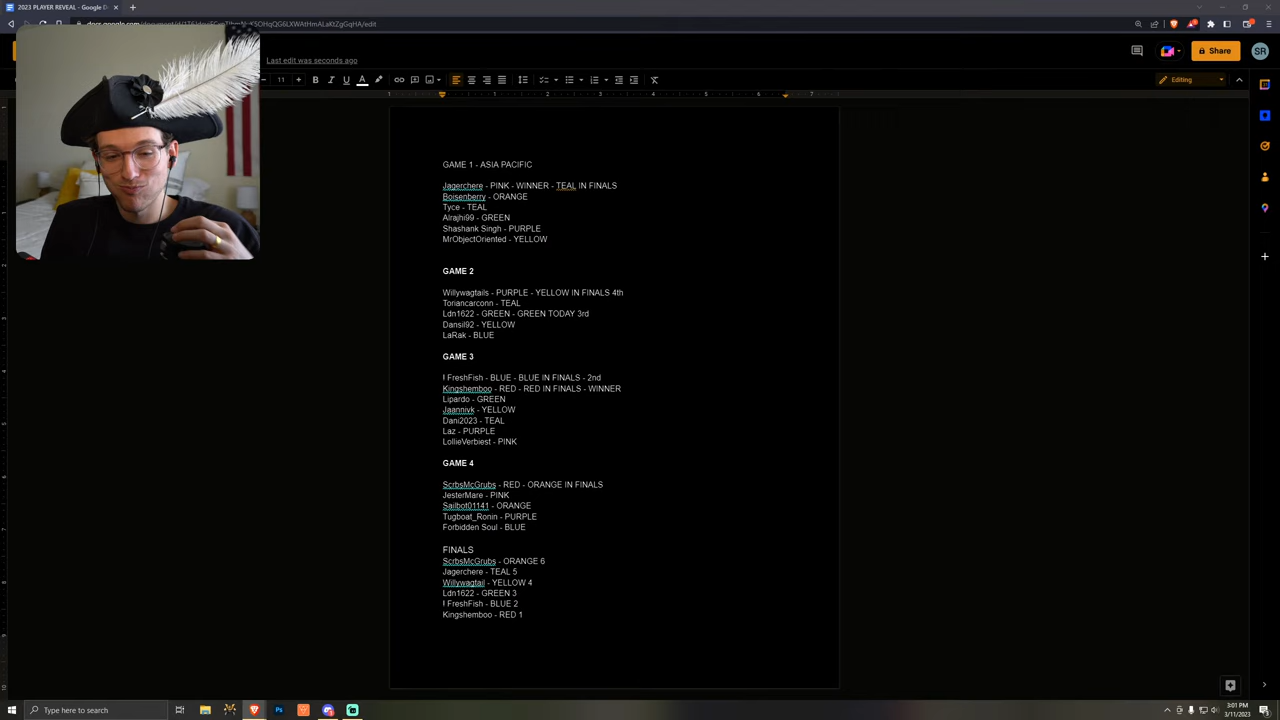 2023 PLAYER REVEAL - Google D
Last edit was seconds ago
Share
SR
11
Editing
GAME 1 - ASIA PACIFIC
Jagerchere - PINK - WINNER - TEAL IN FINALS
Boisenberry - ORANGE
Tyce - TEAL
Alrajhi99 - GREEN
Shashank Singh - PURPLE
MrObjectOriented - YELLOW
GAME 2
Willywagtails - PURPLE - YELLOW IN FINALS 4th
Toriancarconn - TEAL
Ldn1622 - GREEN - GREEN TODAY 3rd
Dansil92 - YELLOW
LaRak - BLUE
GAME 3
! FreshFish - BLUE - BLUE IN FINALS - 2nd
Kingshemboo - RED - RED IN FINALS - WINNER
Lipardo - GREEN
Jaannivk - YELLOW
Dani2023 - TEAL
Laz - PURPLE
LollieVerbiest - PINK
GAME 4
ScrbsMcGrubs - RED - ORANGE IN FINALS
JesterMare - PINK
Sailbot01141 - ORANGE
Tugboat_Ronin - PURPLE
Forbidden Soul - BLUE
FINALS
ScrbsMcGrubs - ORANGE 6
Jagerchere - TEAL 5
Willywagtail - YELLOW 4
Ldn1622 - GREEN 3
! FreshFish - BLUE 2
Kingshemboo - RED 1
Type here to search
3:01 PM
3/11/2023